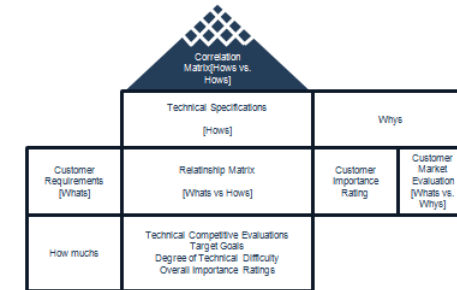 Correlation
Matrix[Hows vs.
Hows]
Technical Specifications
[Hows]
Whys
Customer
Requirements
[Whats]
Relatinship Matrix
[Whats vs Hows]
Customer
Importance
Rating
Customer
Market
Evaluation
[Whats vs.
Whys]
How muchs
Technical Competitive Evaluations
Target Goals
Degree of Technical Difficulty
Overall Importance Ratings